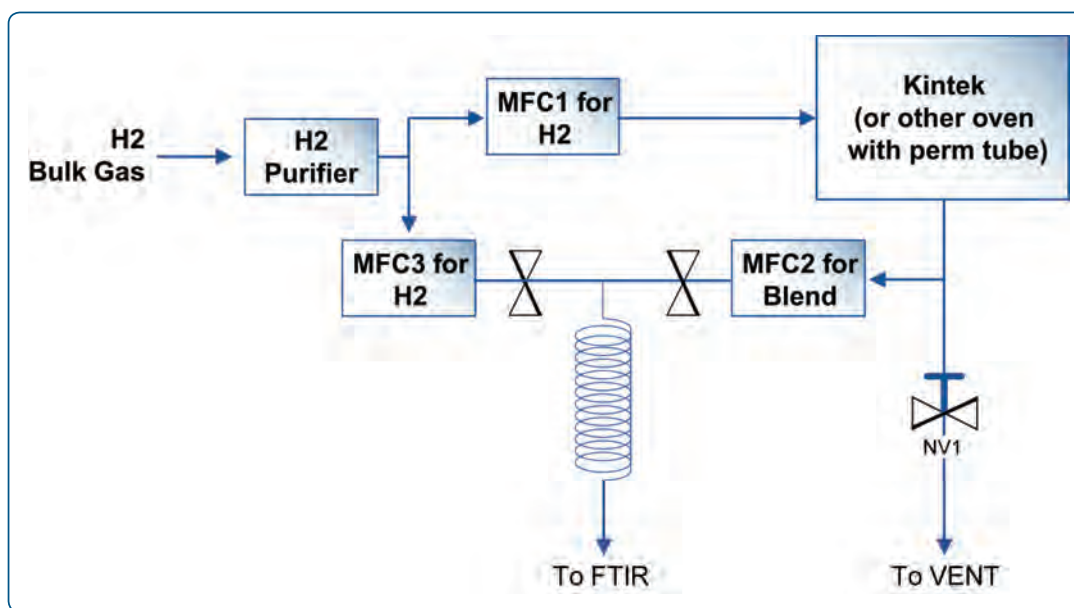 H2
Bulk Gas
H2
Purifier
MFC1 for
H2
Kintek
(or other oven
with perm tube)
MFC3 for
H2
MFC2 for
Blend
NV1
To FTIR
To VENT